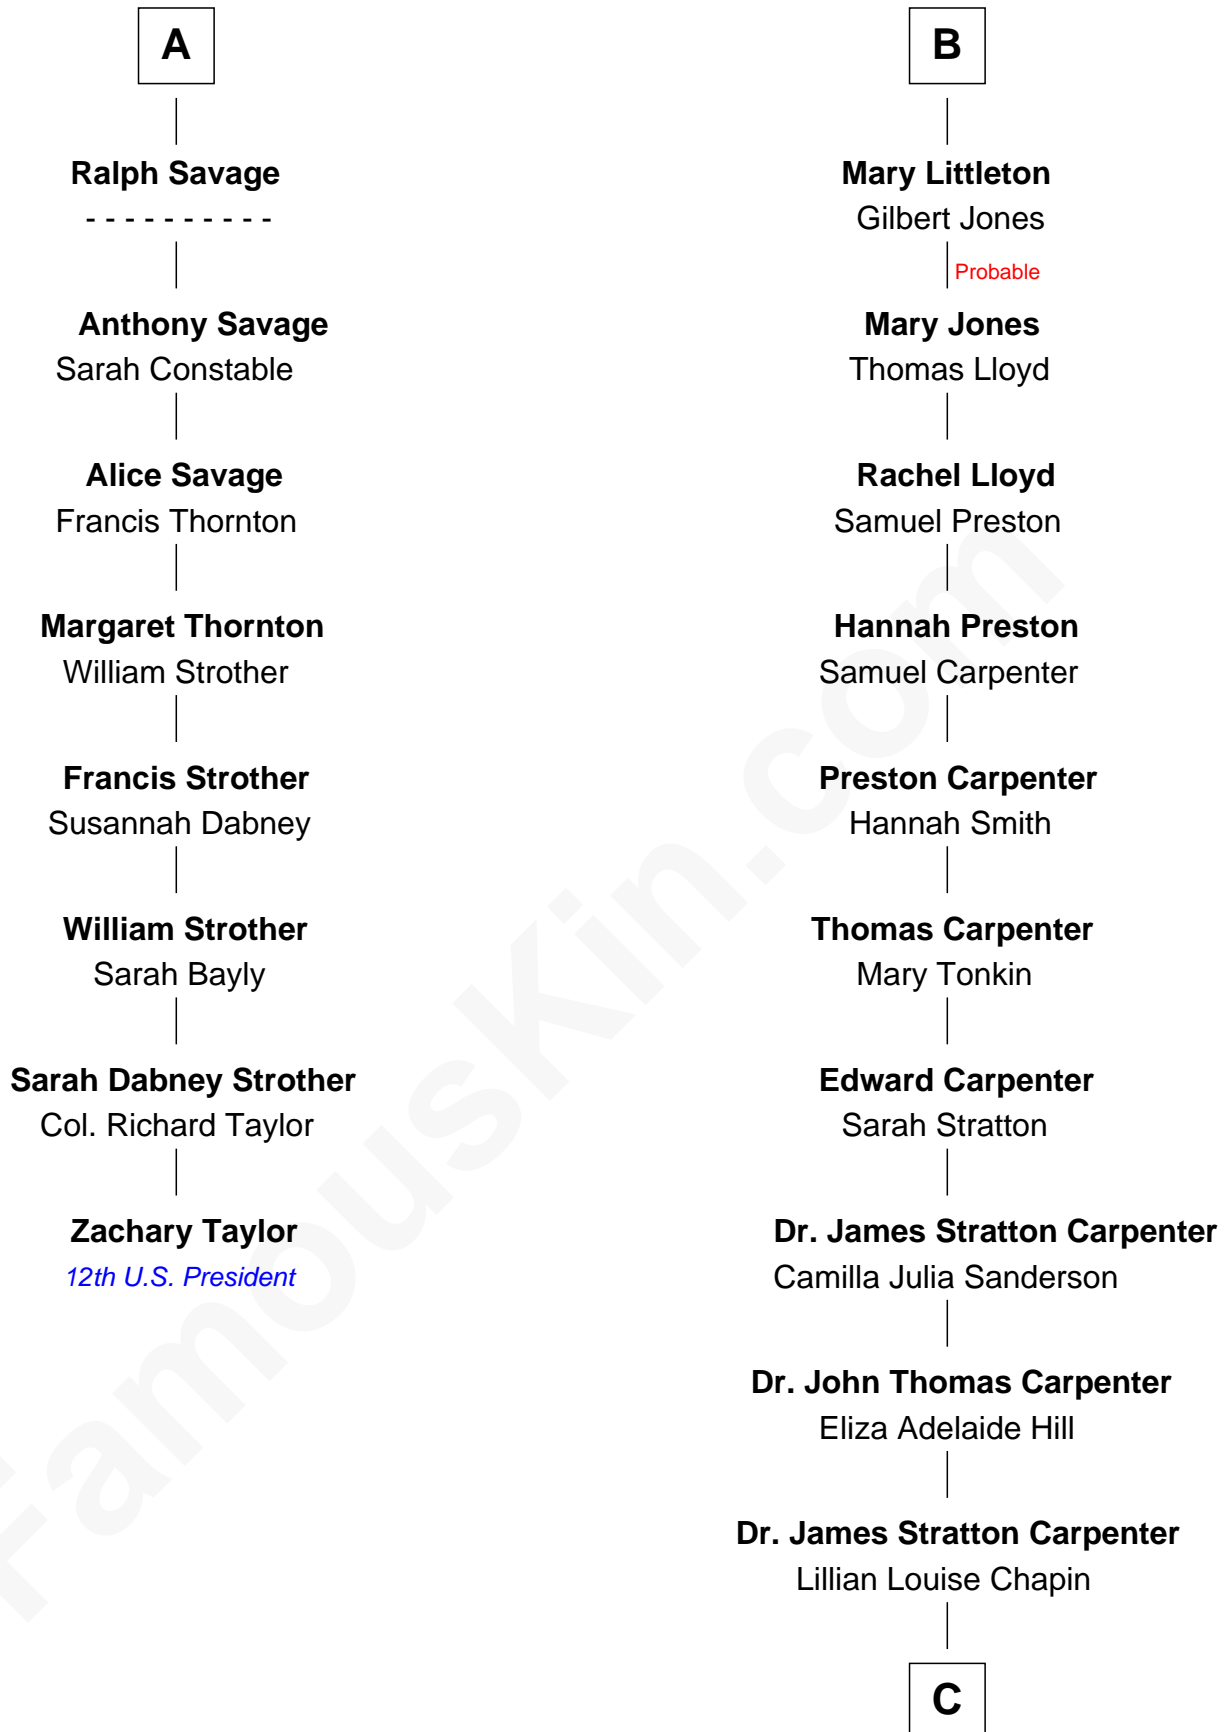 A
Ralph Savage
- - - - - - - - - -
Anthony Savage
Sarah Constable
Alice Savage
Francis Thornton
Margaret Thornton
William Strother
Francis Strother
Susannah Dabney
William Strother
Sarah Bayly
Sarah Dabney Strother
Col. Richard Taylor
Zachary Taylor
12th U.S. President
B
Mary Littleton
Gilbert Jones
Probable
Mary Jones
Thomas Lloyd
Rachel Lloyd
Samuel Preston
Hannah Preston
Samuel Carpenter
Preston Carpenter
Hannah Smith
Thomas Carpenter
Mary Tonkin
Edward Carpenter
Sarah Stratton
Dr. James Stratton Carpenter
Camilla Julia Sanderson
Dr. John Thomas Carpenter
Eliza Adelaide Hill
Dr. James Stratton Carpenter
Lillian Louise Chapin
C
FamousKin.com